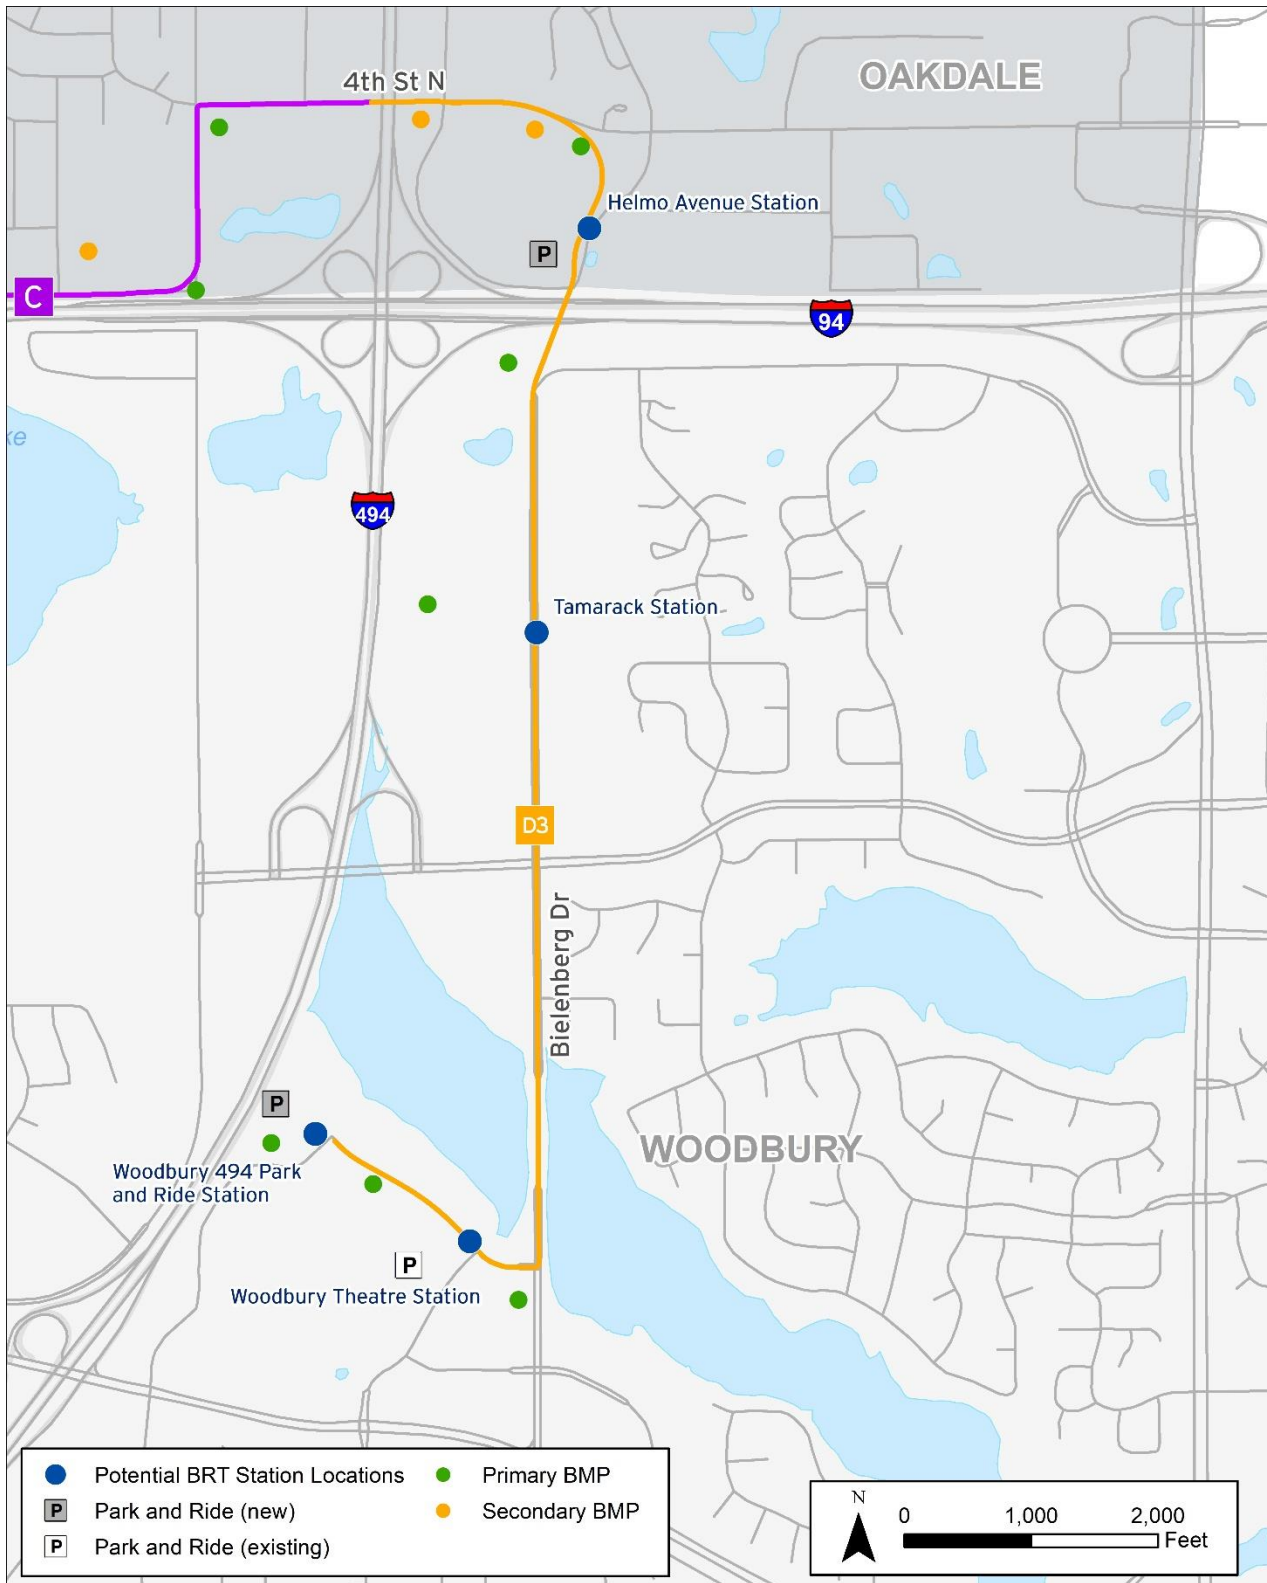 4th St N
OAKDALE
Helmo Avenue Station
P
C
94
ke
494
Tamarack Station
D3
Bielenberg Dr
P
WOODBURY
Woodbury 494 Park
and Ride Station
P
Woodbury Theatre Station
Potential BRT Station Locations
Primary BMP
P Park and Ride (new)
Secondary BMP
P Park and Ride (existing)
N
0 1,000 2,000
Feet